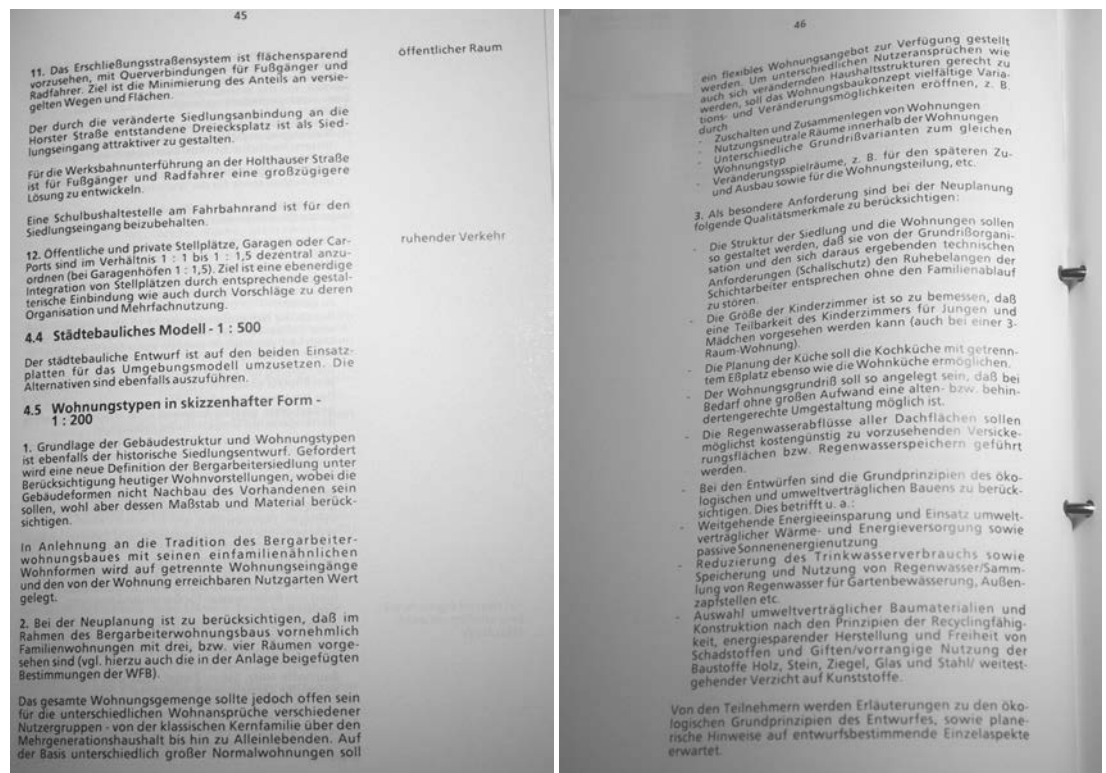 45
11. Das Erschließungsstraßensystem ist flächensparend
vorzusehen, mit Querverbindungen für Fußgänger und
Radfahrer. Ziel ist die Minimierung des Anteils an versie-
gelten Wegen und Flächen.
öffentlicher Raum
Der durch die veränderte Siedlungsanbindung an die
Horster Straße entstandene Dreiecksplatz ist als Sied-
lungseingang attraktiver zu gestalten.
Für die Werksbahnunterführung an der Holthauser Straße
ist für Fußgänger und Radfahrer eine großzügigere
Lösung zu entwickeln.
Eine Schulbushaltestelle am Fahrbahnrand ist für den
Siedlungseingang beizubehalten.
12. Öffentliche und private Stellplätze, Garagen oder Car-
Ports sind im Verhältnis 1 : 1 bis 1 : 1,5 dezentral anzu-
ordnen (bei Garagenhöfen 1 : 1,5). Ziel ist eine ebenerdige
Integration von Stellplätzen durch entsprechende gestal-
terische Einbindung wie auch durch Vorschläge zu deren
Organisation und Mehrfachnutzung.
ruhender Verkehr
4.4 Städtebauliches Modell - 1 : 500
Der städtebauliche Entwurf ist auf den beiden Einsatz-
platten für das Umgebungsmodell umzusetzen. Die
Alternativen sind ebenfalls auszuführen.
4.5 Wohnungstypen in skizzenhafter Form -
1 : 200
1. Grundlage der Gebäudestruktur und Wohnungstypen
ist ebenfalls der historische Siedlungsentwurf. Gefordert
wird eine neue Definition der Bergarbeitersiedlung unter
Berücksichtigung heutiger Wohnvorstellungen, wobei die
Gebäudeformen nicht Nachbau des Vorhandenen sein
sollen, wohl aber dessen Maßstab und Material berück-
sichtigen.
In Anlehnung an die Tradition des Bergarbeiter-
wohnungsbaues mit seinen einfamilienähnlichen
Wohnformen wird auf getrennte Wohnungseingänge
und den von der Wohnung erreichbaren Nutzgarten Wert
gelegt.
2. Bei der Neuplanung ist zu berücksichtigen, daß im
Rahmen des Bergarbeiterwohnungsbaus vornehmlich
Familienwohnungen mit drei, bzw. vier Räumen vorge-
sehen sind (vgl. hierzu auch die in der Anlage beigefügten
Bestimmungen der WFB).
Das gesamte Wohnungsgemenge sollte jedoch offen sein
für die unterschiedlichen Wohnansprüche verschiedener
Nutzergruppen - von der klassischen Kernfamilie über den
Mehrgenerationshaushalt bis hin zu Alleinlebenden. Auf
der Basis unterschiedlich großer Normalwohnungen soll
46
ein flexibles Wohnungsangebot zur Verfügung gestellt
werden. Um unterschiedlichen Nutzeransprüchen wie
auch sich verändernden Haushaltsstrukturen gerecht zu
werden, soll das Wohnungsbaukonzept vielfältige Varia-
tions- und Veränderungsmöglichkeiten eröffnen, z. B.
durch
- Zuschalten und Zusammenlegen von Wohnungen
- Nutzungsneutrale Räume innerhalb der Wohnungen
- Unterschiedliche Grundrißvarianten zum gleichen
Wohnungstyp
- Veränderungsspielräume, z. B. für den späteren Zu-
und Ausbau sowie für die Wohnungsteilung, etc.
3. Als besondere Anforderung sind bei der Neuplanung
folgende Qualitätsmerkmale zu berücksichtigen:
- Die Struktur der Siedlung und die Wohnungen sollen
so gestaltet werden, daß sie von der Grundrißorgani-
sation und den sich daraus ergebenden technischen
Anforderungen (Schallschutz) den Ruhebelangen der
Schichtarbeiter entsprechen ohne den Familienablauf
zu stören.
- Die Größe der Kinderzimmer ist so zu bemessen, daß
eine Teilbarkeit des Kinderzimmers für Jungen und
Mädchen vorgesehen werden kann (auch bei einer 3-
Raum-Wohnung).
- Die Planung der Küche soll die Kochküche mit getrenn-
tem Eßplatz ebenso wie die Wohnküche ermöglichen.
- Der Wohnungsgrundriß soll so angelegt sein, daß bei
Bedarf ohne großen Aufwand eine alten- bzw. behin-
dertengerechte Umgestaltung möglich ist.
- Die Regenwasserabflüsse aller Dachflächen sollen
möglichst kostengünstig zu vorzusehenden Versicke-
rungsflächen bzw. Regenwasserspeichern geführt
werden.
- Bei den Entwürfen sind die Grundprinzipien des öko-
logischen und umweltverträglichen Bauens zu berück-
sichtigen. Dies betrifft u. a.:
- Weitgehende Energieeinsparung und Einsatz umwelt-
verträglicher Wärme- und Energieversorgung sowie
passive Sonnenenergienutzung
- Reduzierung des Trinkwasserverbrauchs sowie
Speicherung und Nutzung von Regenwasser/Samm-
lung von Regenwasser für Gartenbewässerung, Außen-
zapfstellen etc.
- Auswahl umweltverträglicher Baumaterialien und
Konstruktion nach den Prinzipien der Recyclingfähig-
keit, energiesparender Herstellung und Freiheit von
Schadstoffen und Giften/vorrangige Nutzung der
Baustoffe Holz, Stein, Ziegel, Glas und Stahl/ weitest-
gehender Verzicht auf Kunststoffe.
Von den Teilnehmern werden Erläuterungen zu den öko-
logischen Grundprinzipien des Entwurfes, sowie plane-
rische Hinweise auf entwurfsbestimmende Einzelaspekte
erwartet.